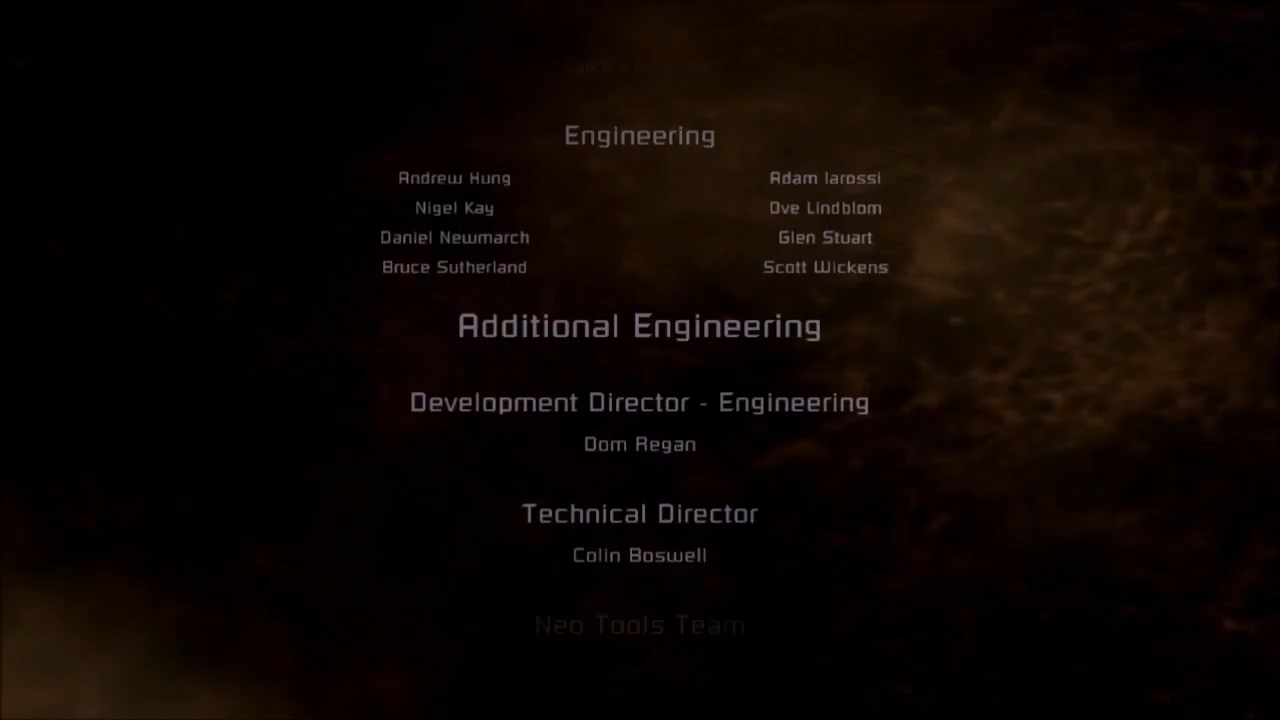 Engineering
Andrew Hung Adam Iarossi
Nigel Kay Ove Lindblom
Daniel Newmarch Glen Stuart
Bruce Sutherland Scott Wickens
Additional Engineering
Development Director - Engineering
Dom Regan
Technical Director
Colin Boswell
Neo Tools Team